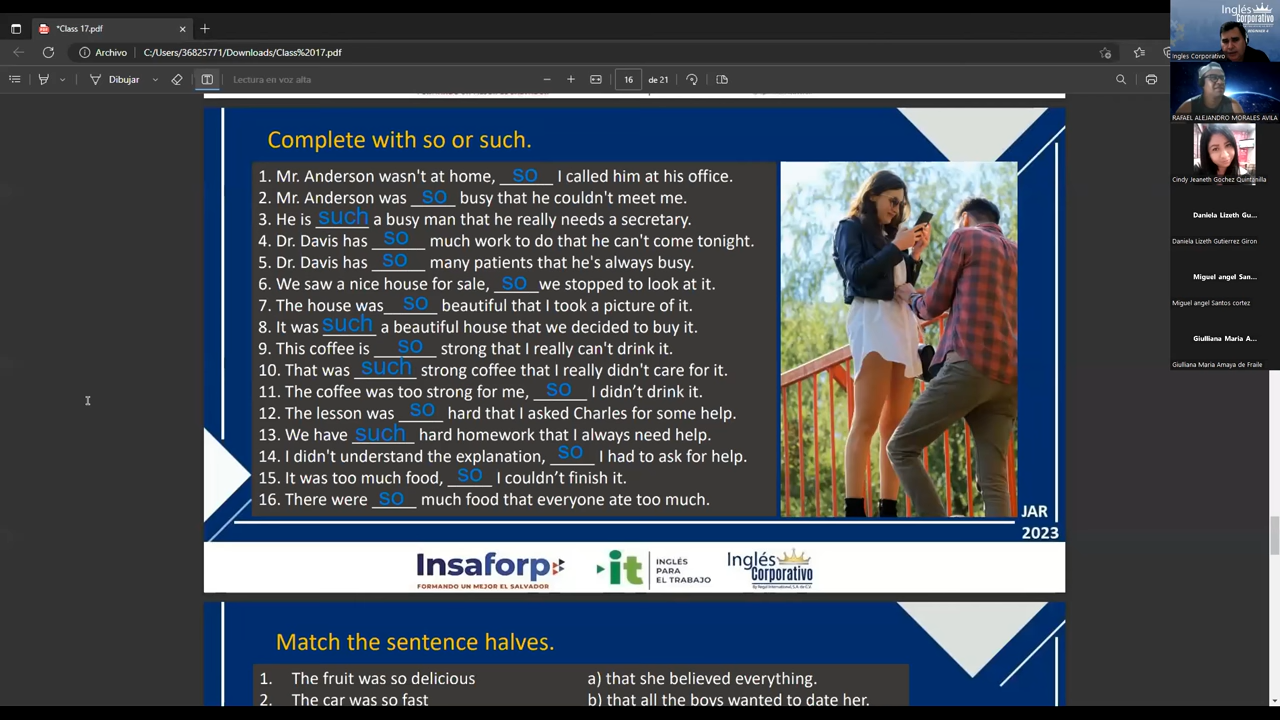 *Class 17.pdf
Archivo
C:/Users/36825771/Downloads/Class%2017.pdf
Dibujar
Lectura en voz alta
16
de 21
Complete with so or such.
1. Mr. Anderson wasn't at home, so I called him at his office.
2. Mr. Anderson was so busy that he couldn't meet me.
3. He is such a busy man that he really needs a secretary.
4. Dr. Davis has so much work to do that he can't come tonight.
5. Dr. Davis has so many patients that he's always busy.
6. We saw a nice house for sale, so we stopped to look at it.
7. The house was so beautiful that I took a picture of it.
8. It was such a beautiful house that we decided to buy it.
9. This coffee is so strong that I really can't drink it.
10. That was such strong coffee that I really didn't care for it.
11. The coffee was too strong for me, so I didn’t drink it.
12. The lesson was so hard that I asked Charles for some help.
13. We have such hard homework that I always need help.
14. I didn't understand the explanation, so I had to ask for help.
15. It was too much food, so I couldn’t finish it.
16. There were so much food that everyone ate too much.
JAR
2023
Insaforp
FORMANDO UN MEJOR EL SALVADOR
it
INGLÉS
PARA
EL TRABAJO
Inglés
Corporativo
Match the sentence halves.
1. The fruit was so delicious
a) that she believed everything.
2. The car was so fast
b) that all the boys wanted to date her.
Inglés
Corporativo
Ingles Corporativo
RAFAEL ALEJANDRO MORALES AVILA
Cindy Jeaneth Gochez Quintanilla
Daniela Lizeth Gu...
Daniela Lizeth Gutierrez Giron
Miguel angel San...
Miguel angel Santos cortez
Giulliana Maria A...
Giulliana Maria Amaya de Fraile